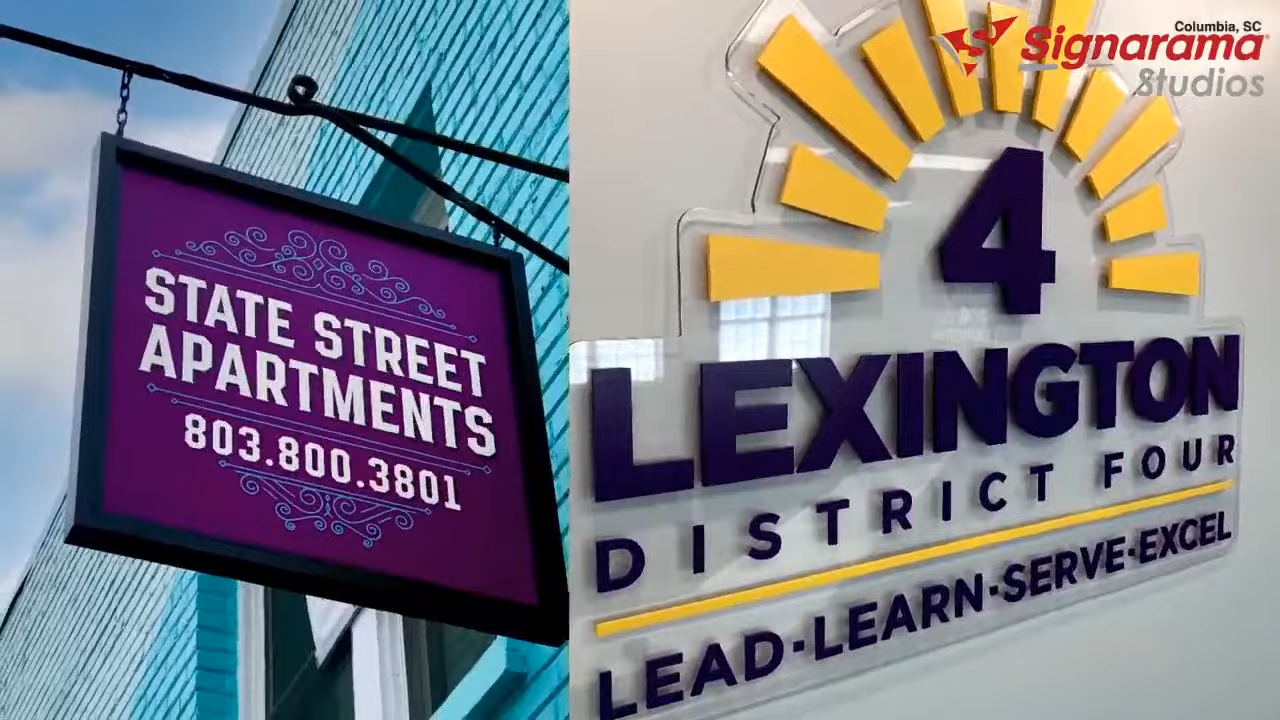 STATE STREET
APARTMENTS
803.800.3801
Columbia, SC
Signarama
Studios
4
LEXINGTON
DISTRICT FOUR
LEAD·LEARN·SERVE·EXCEL